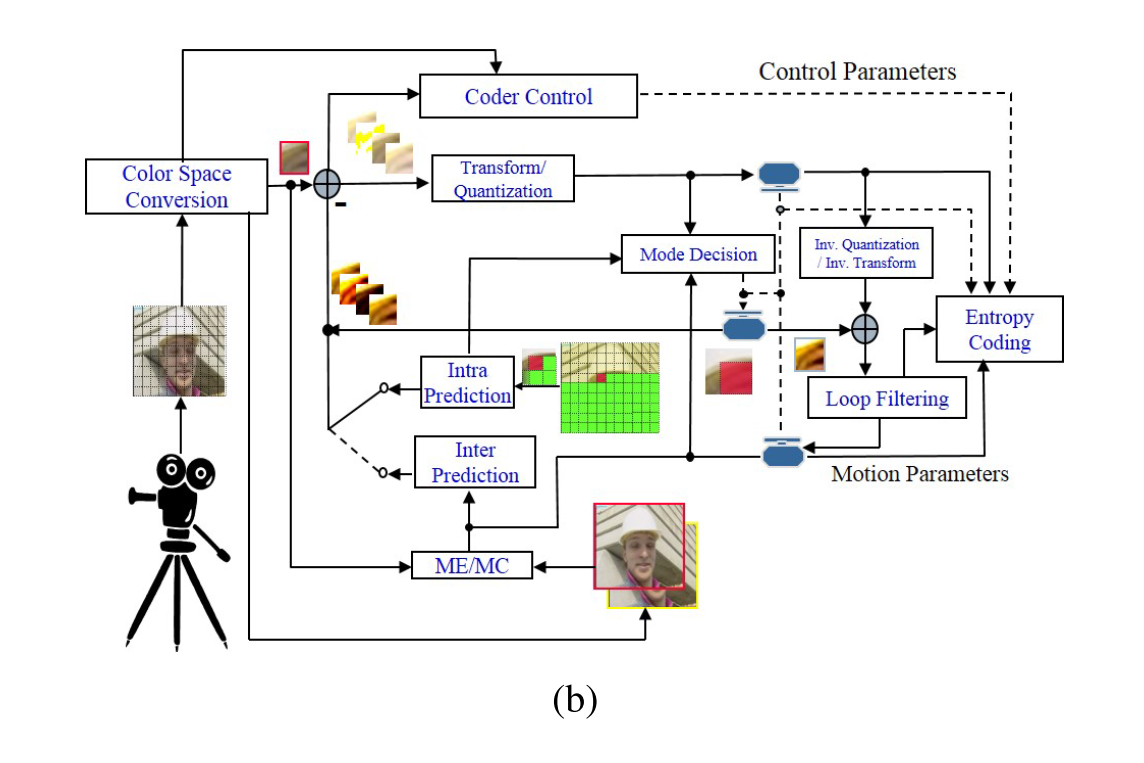 Control Parameters
Coder Control
Color Space
Conversion
Transform/
Quantization
-
Mode Decision
Inv. Quantization
/ Inv. Transform
Entropy
Coding
Intra
Prediction
Loop Filtering
Inter
Prediction
Motion Parameters
ME/MC
(b)